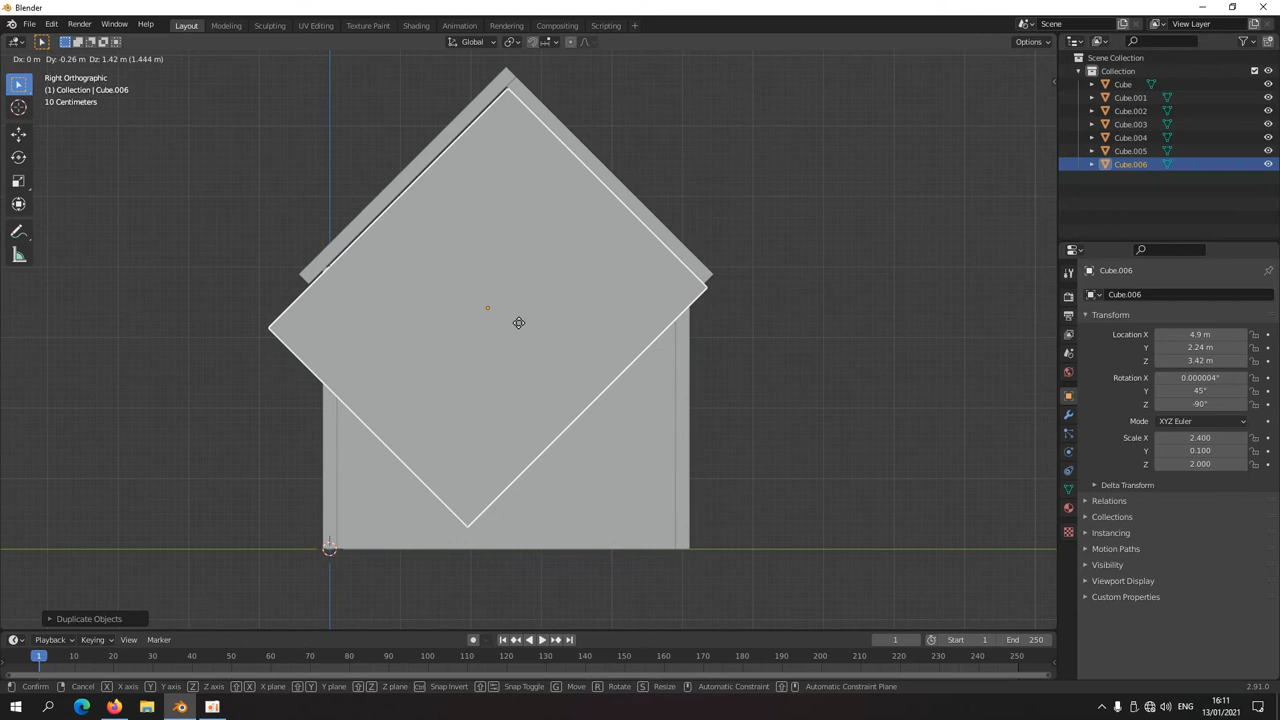 Blender
File Edit Render Window Help Layout Modeling Sculpting UV Editing Texture Paint Shading Animation Rendering Compositing Scripting + Scene View Layer
Global Options
Dx: 0 m Dy: -0.26 m Dz: 1.42 m (1.444 m)
Right Orthographic
(1) Collection | Cube.006
10 Centimeters
Scene Collection
Collection
Cube
Cube.001
Cube.002
Cube.003
Cube.004
Cube.005
Cube.006
Cube.006
Cube.006
Transform
Location X 4.9 m
Y 2.24 m
Z 3.42 m
Rotation X 0.000004°
Y 45°
Z -90°
Mode XYZ Euler
Scale X 2.400
Y 0.100
Z 2.000
Delta Transform
Relations
Collections
Instancing
Motion Paths
Visibility
Viewport Display
Custom Properties
Duplicate Objects
Playback Keying View Marker 1 Start 1 End 250
1 10 20 30 40 50 60 70 80 90 100 110 120 130 140 150 160 170 180 190 200 210 220 230 240 250
Confirm Cancel X X axis Y Y axis Z Z axis X X plane Y Y plane Z Z plane Ctrl Snap Invert Snap Toggle G Move R Rotate S Resize Automatic Constraint Automatic Constraint Plane 2.91.0
ENG 16:11
13/01/2021